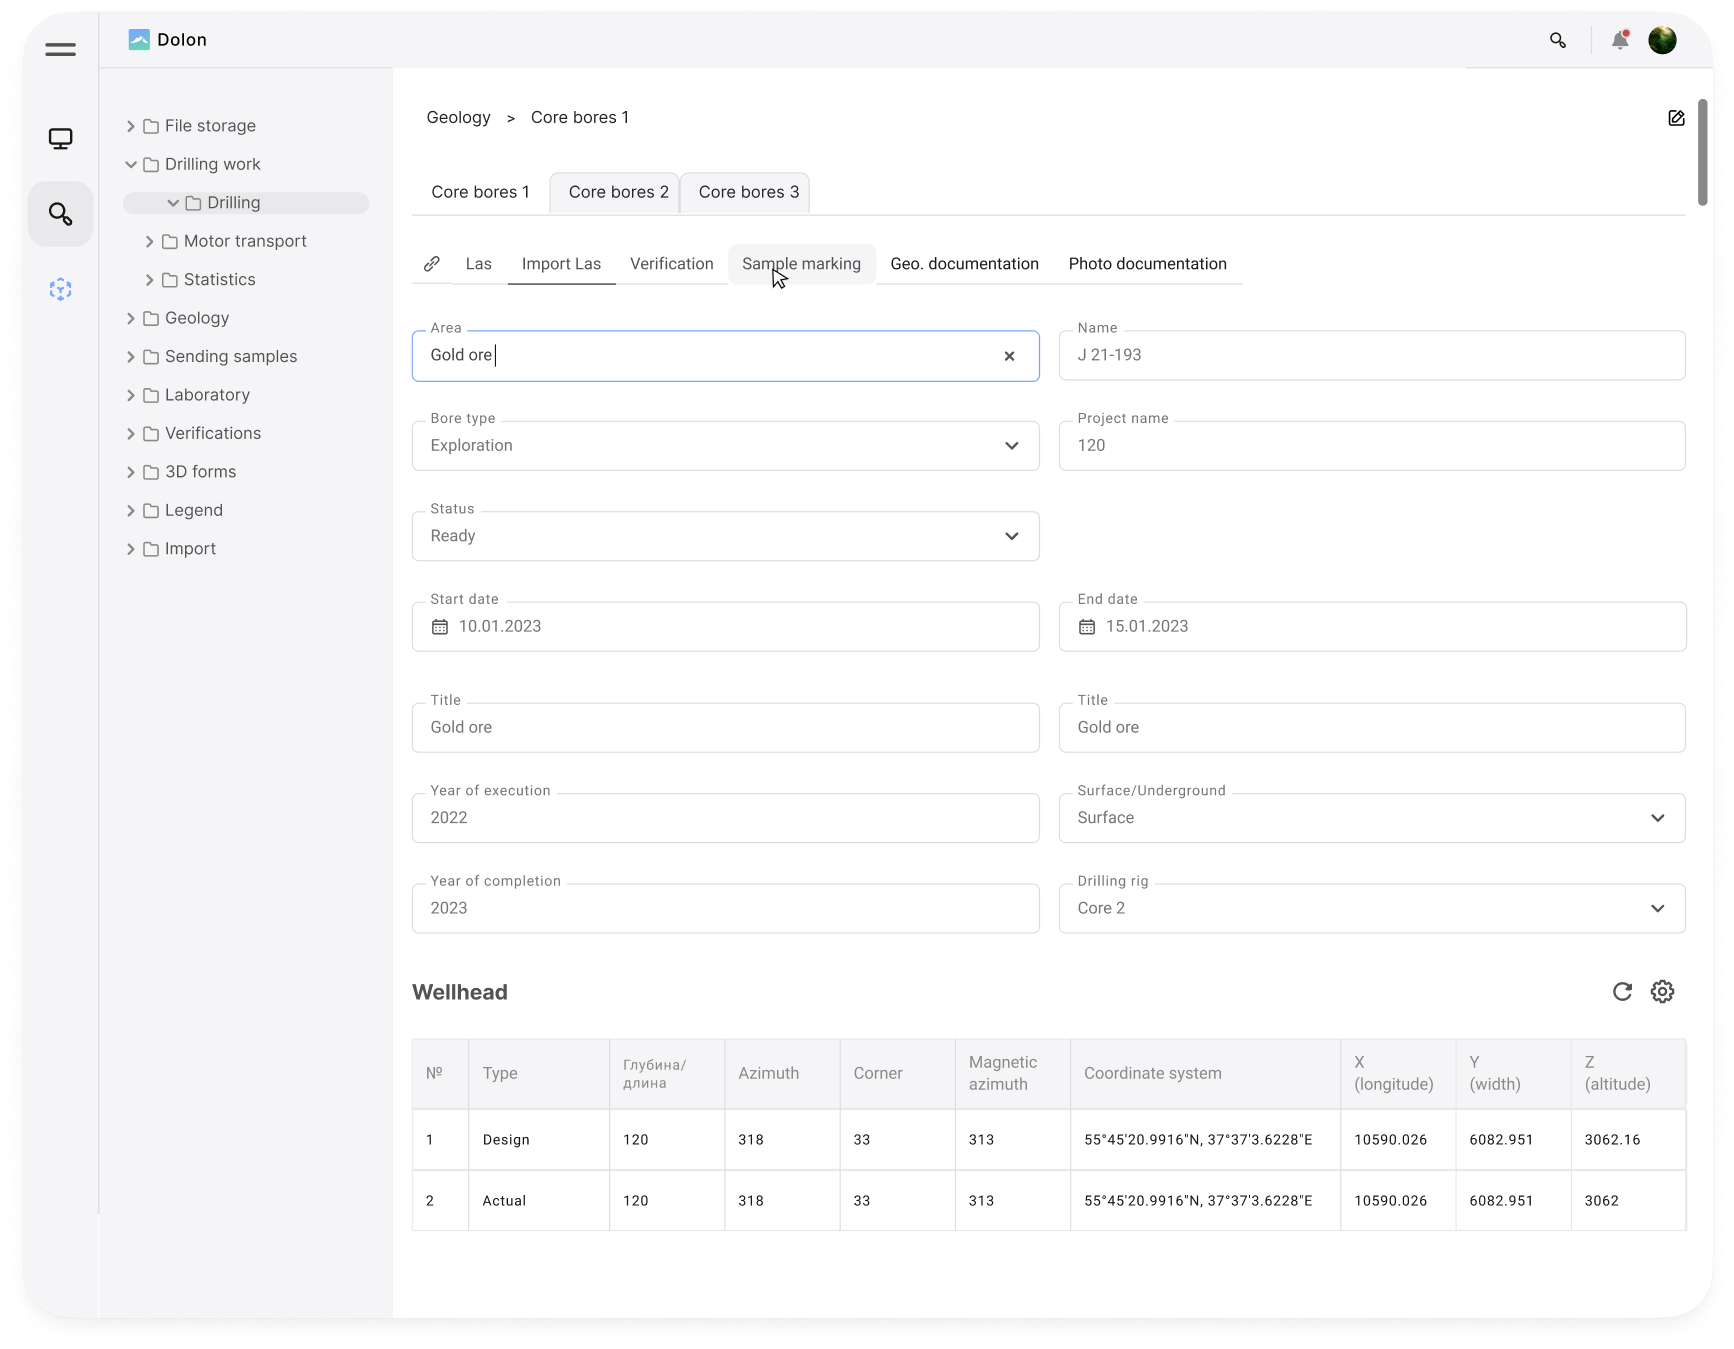 Dolon
File storage
Drilling work
Drilling
Motor transport
Statistics
Geology
Sending samples
Laboratory
Verifications
3D forms
Legend
Import
Geology > Core bores 1
Core bores 1 Core bores 2 Core bores 3
Las Import Las Verification Sample marking Geo. documentation Photo documentation
Area
Gold ore
Name
J 21-193
Bore type
Exploration
Project name
120
Status
Ready
Start date
10.01.2023
End date
15.01.2023
Title
Gold ore
Title
Gold ore
Year of execution
2022
Surface/Underground
Surface
Year of completion
2023
Drilling rig
Core 2
Wellhead
№ Type Глубина/
длина Azimuth Corner Magnetic
azimuth Coordinate system X
(longitude) Y
(width) Z
(altitude)
1 Design 120 318 33 313 55°45'20.9916"N, 37°37'3.6228"E 10590.026 6082.951 3062.16
2 Actual 120 318 33 313 55°45'20.9916"N, 37°37'3.6228"E 10590.026 6082.951 3062